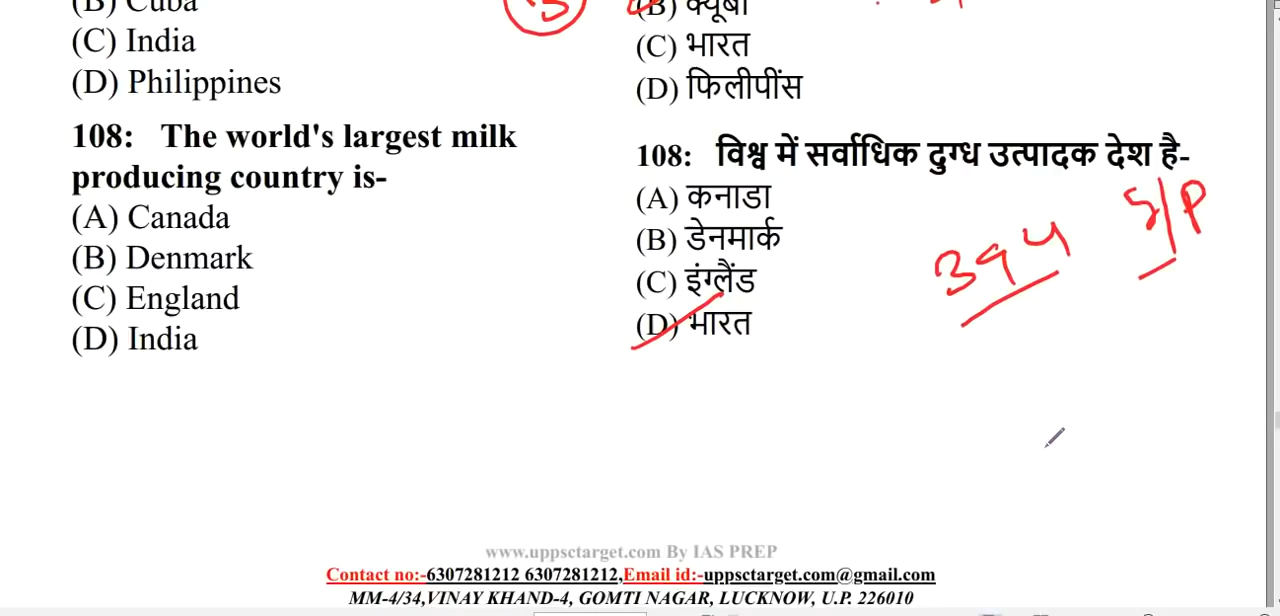 (B) Cuba
(C) India
(D) Philippines
108: The world's largest milk
producing country is-
(A) Canada
(B) Denmark
(C) England
(D) India
B
(B) क्यूबा
(C) भारत
(D) फिलीपींस
108: विश्व में सर्वाधिक दुग्ध उत्पादक देश है-
(A) कनाडा
(B) डेनमार्क
(C) इंग्लैंड
(D) भारत
www.uppsctarget.com By IAS PREP
Contact no:-6307281212 6307281212,Email id:-uppsctarget.com@gmail.com
MM-4/34,VINAY KHAND-4, GOMTI NAGAR, LUCKNOW, U.P. 226010